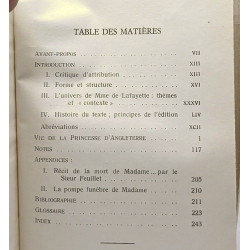 TABLE DES MATIÈRES
AVANT-PROPOS VII
INTRODUCTION XIII
I. Critique d'attribution XIII
II. Forme et structure XVI
III. L'univers de Mme de Lafayette : thèmes
et « contexte » XXXVI
IV. Histoire du texte ; principes de l'édition LIV
Abréviations XCII
VIE DE LA PRINCESSE D'ANGLETERRE 1
NOTES 117
APPENDICES :
I. Récit de la mort de Madame... par le
Sieur Feuillet 205
II. La pompe funèbre de Madame 210
BIBLIOGRAPHIE 211
GLOSSAIRE 223
INDEX 243